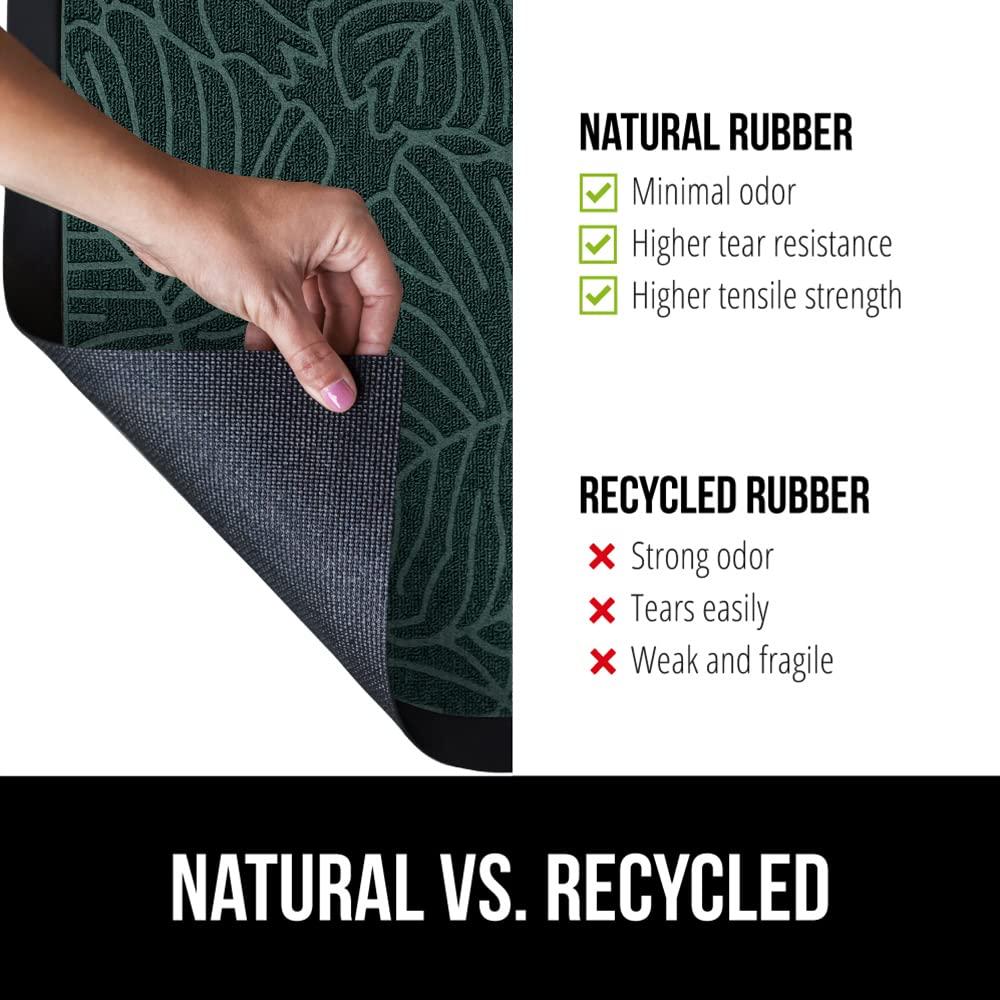 NATURAL RUBBER
Minimal odor
Higher tear resistance
Higher tensile strength
RECYCLED RUBBER
Strong odor
Tears easily
Weak and fragile
NATURAL VS. RECYCLED